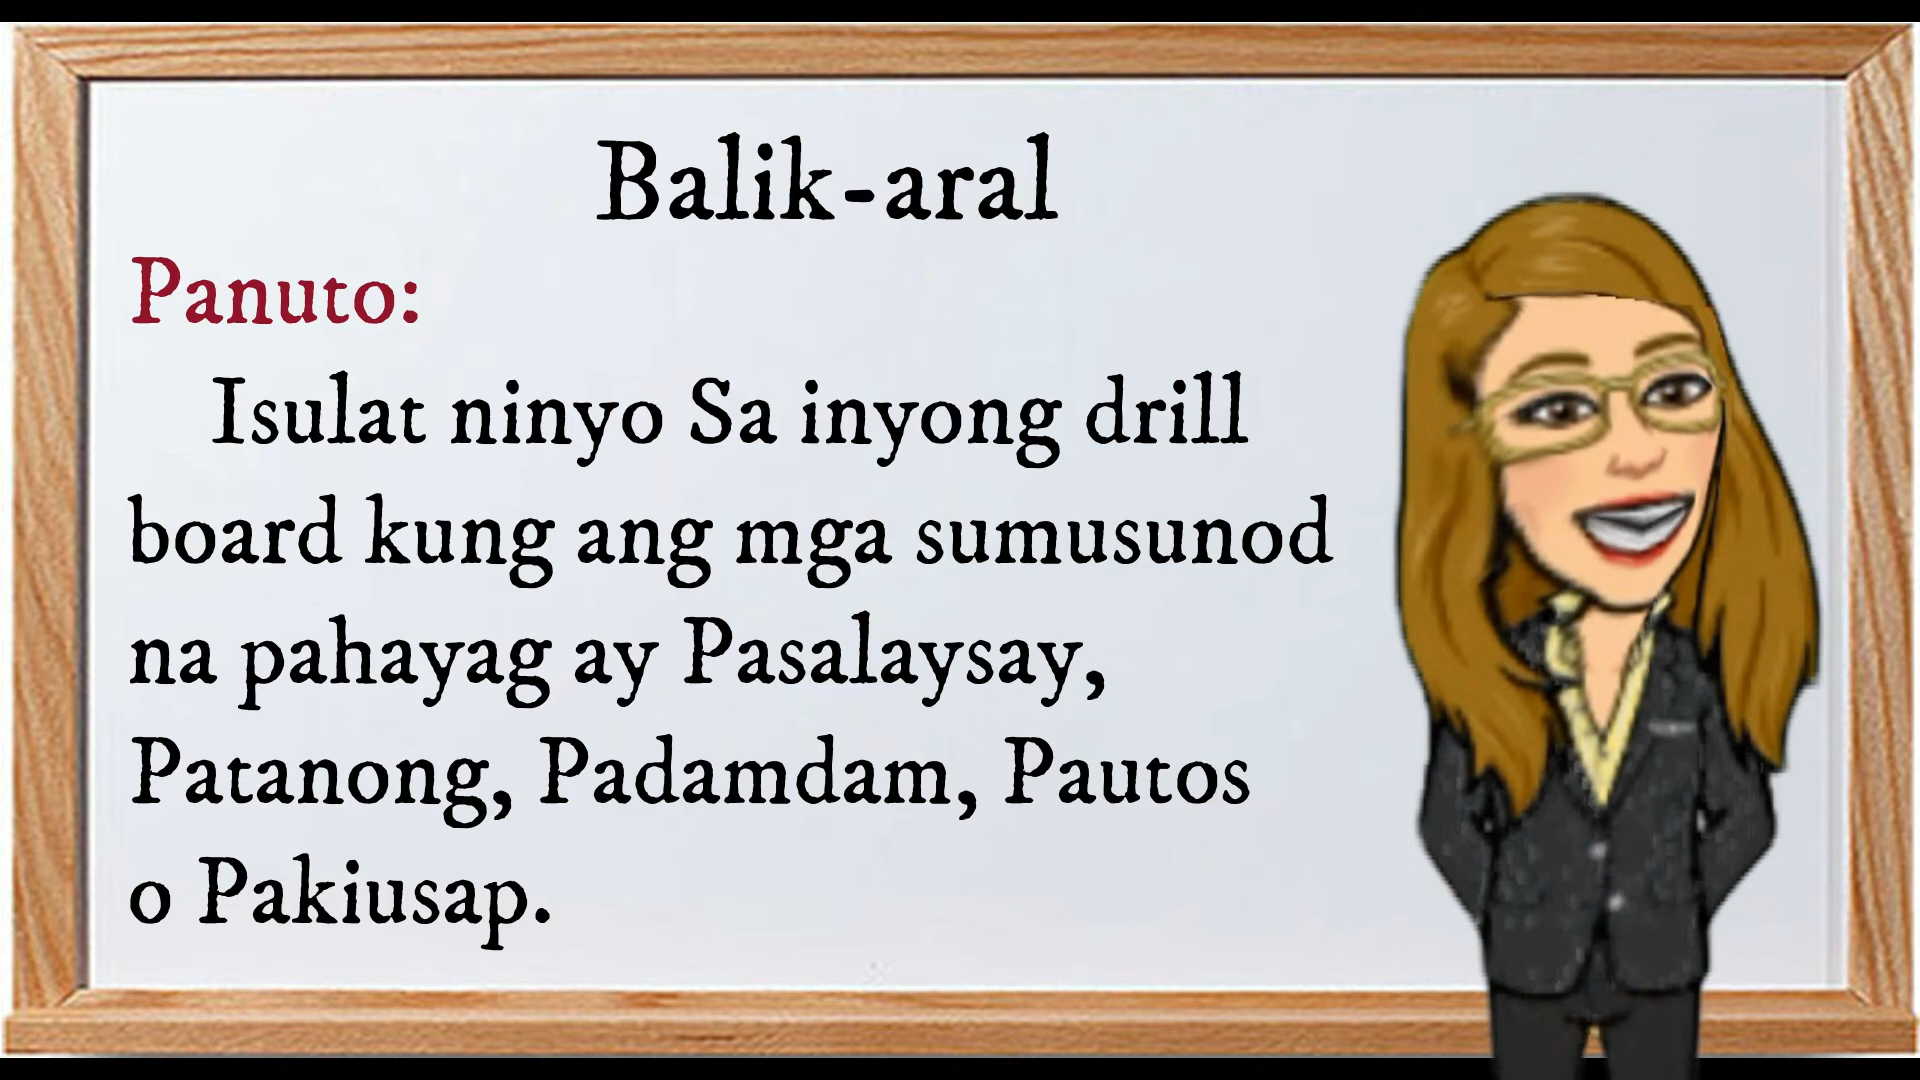 Balik-aral
Panuto:
Isulat ninyo Sa inyong drill
board kung ang mga sumusunod
na pahayag ay Pasalaysay,
Patanong, Padamdam, Pautos
o Pakiusap.